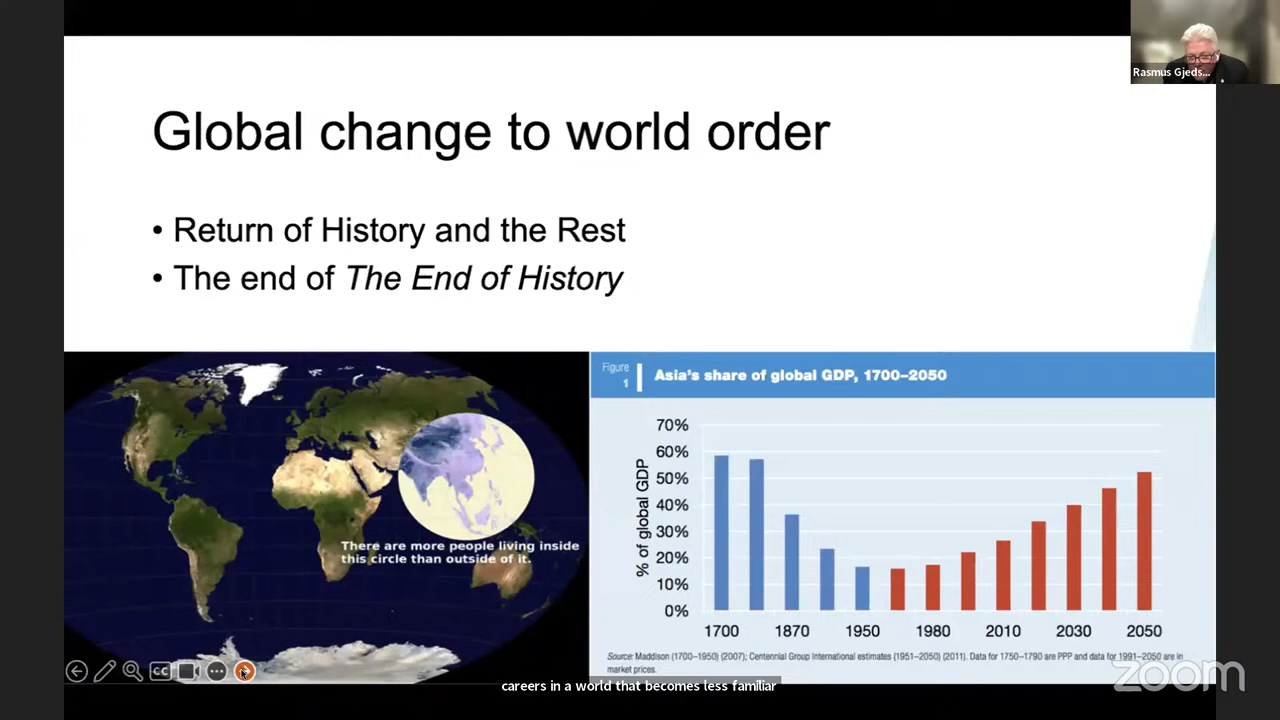 Rasmus Gjeds...
Global change to world order
• Return of History and the Rest
• The end of The End of History
There are more people living inside
this circle than outside of it.
Figure
1
Asia's share of global GDP, 1700–2050
% of global GDP
70%
60%
50%
40%
30%
20%
10%
0%
1700
1870
1950
1980
2010
2030
2050
Source: Maddison (1700–1950) (2007); Centennial Group International estimates (1951–2050) (2011). Data for 1750–1790 are PPP and data for 1991–2050 are in
market prices.
CC
careers in a world that becomes less familiar
zoom